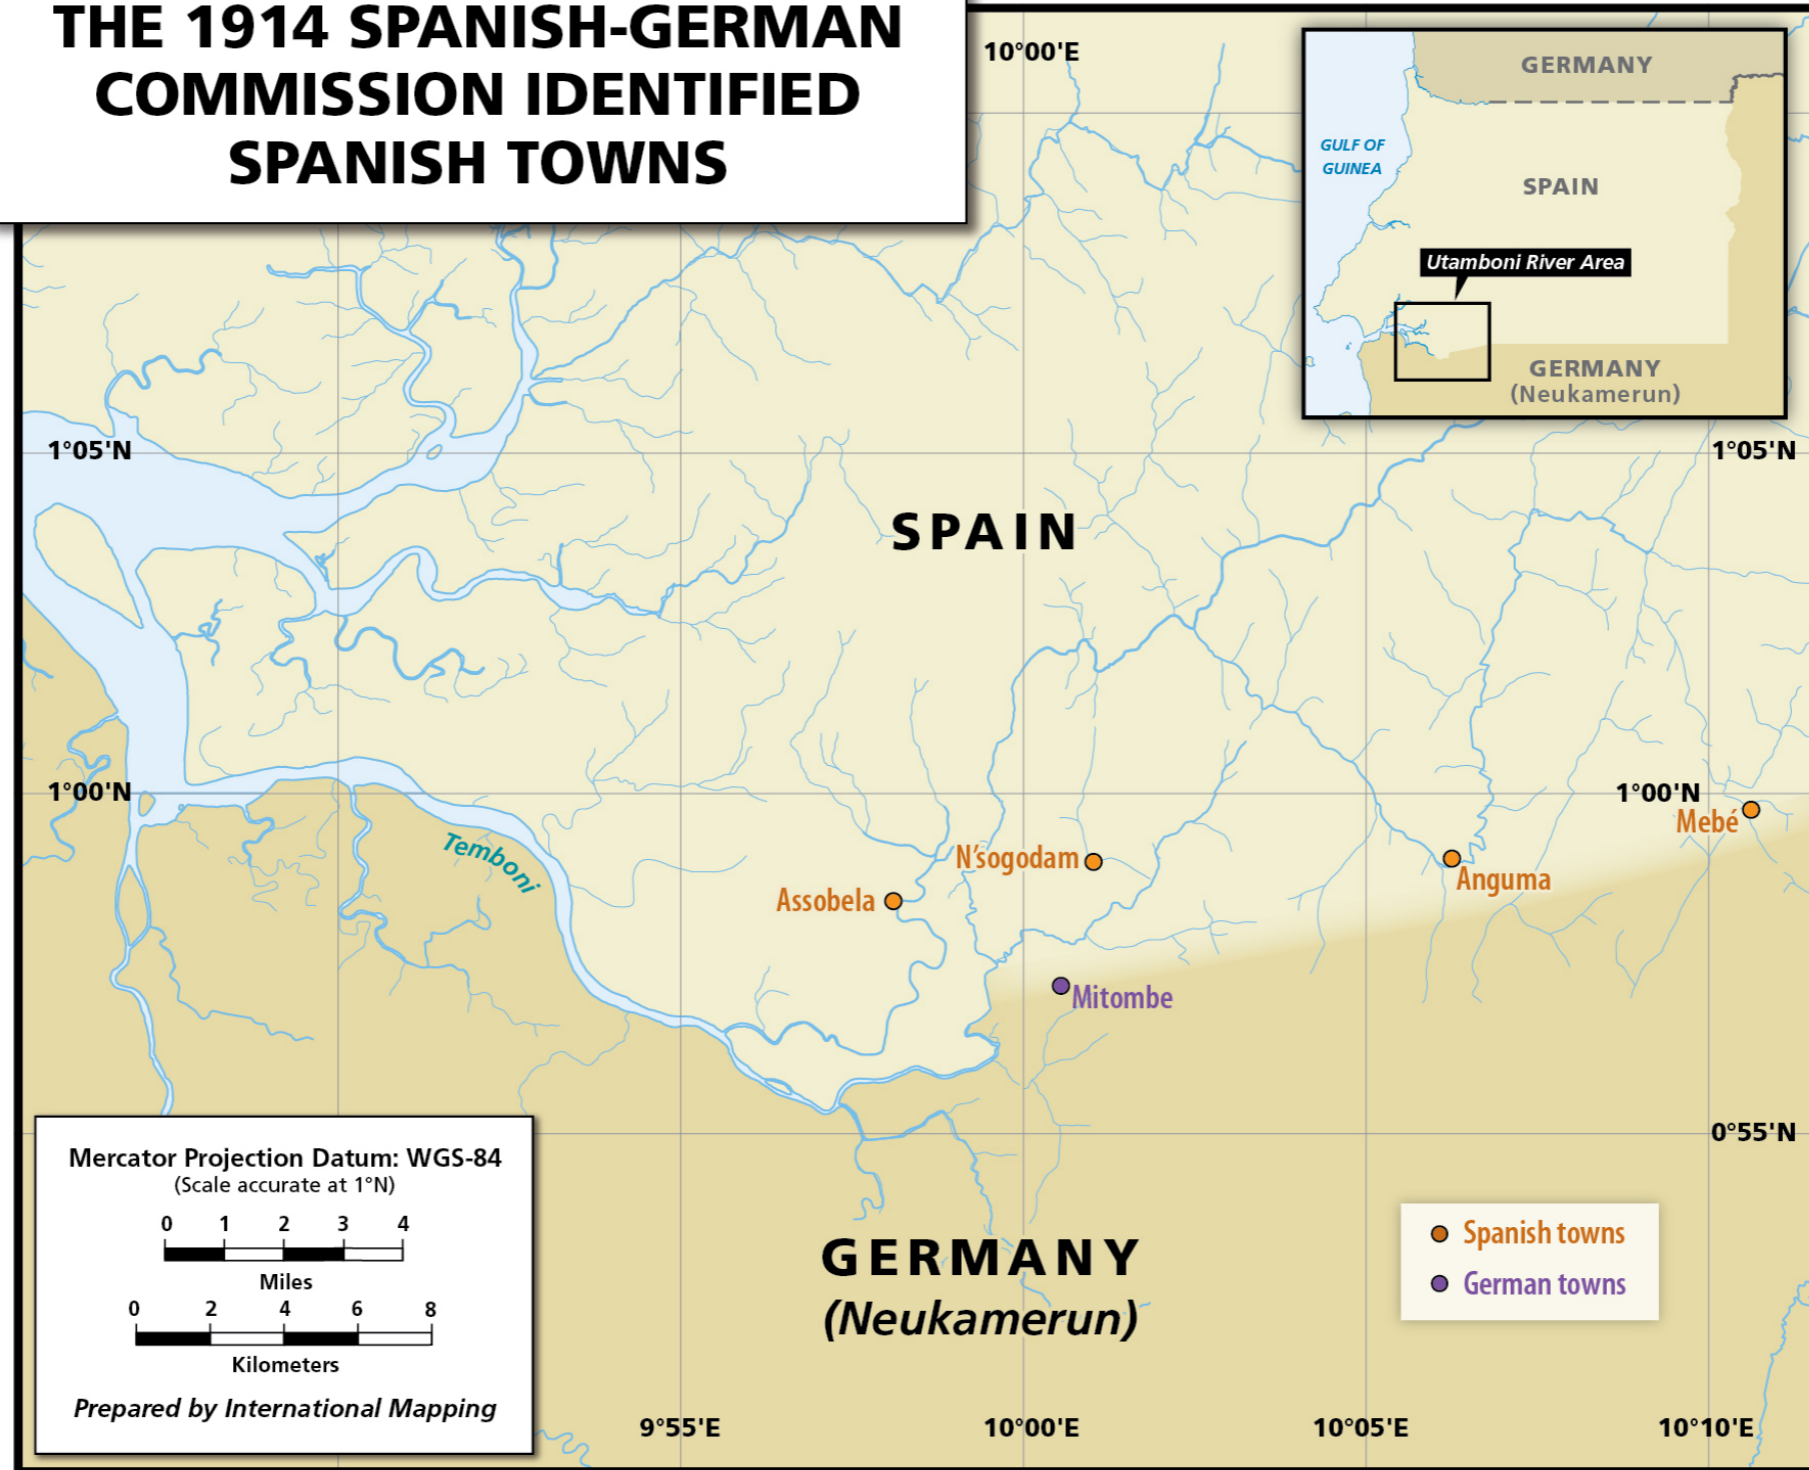 THE 1914 SPANISH-GERMAN
COMMISSION IDENTIFIED
SPANISH TOWNS
10°00'E
GERMANY
GULF OF
GUINEA
SPAIN
Utamboni River Area
GERMANY
(Neukamerun)
1°05'N
1°05'N
SPAIN
1°00'N
1°00'N
Mebé
Temboni
N'sogodam
Anguma
Assobela
Mitombe
0°55'N
Mercator Projection Datum: WGS-84
(Scale accurate at 1°N)
0 1 2 3 4
Miles
0 2 4 6 8
Kilometers
Prepared by International Mapping
GERMANY
(Neukamerun)
Spanish towns
German towns
9°55'E
10°00'E
10°05'E
10°10'E